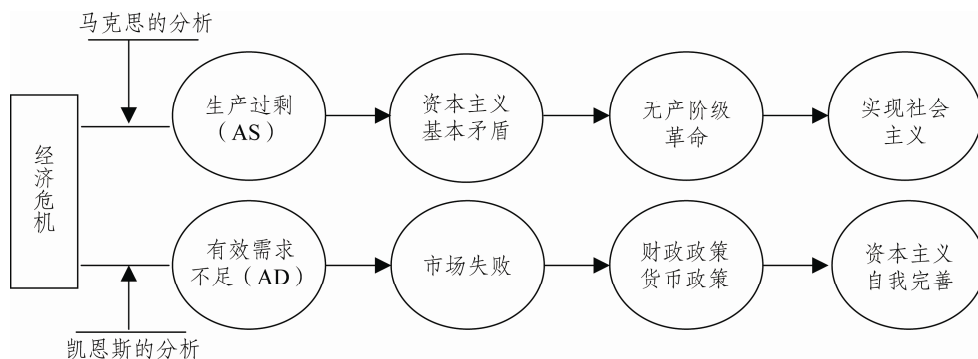 马克思的分析
经济危机
生产过剩
（AS）
资本主义
基本矛盾
无产阶级
革命
实现社会
主义
有效需求
不足（AD）
市场失败
财政政策
货币政策
资本主义
自我完善
凯恩斯的分析